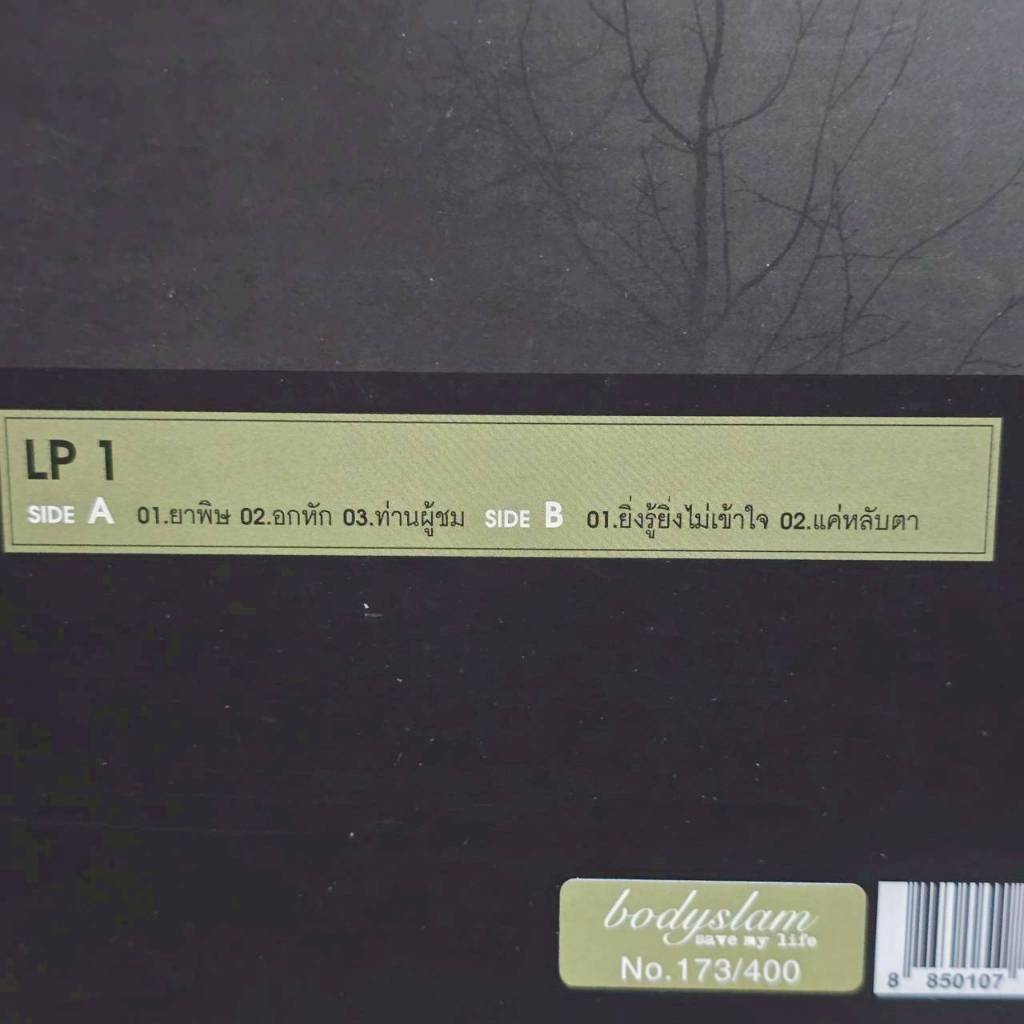 LP 1
SIDE A 01.ยาพิษ 02.อกหัก 03.ท่านผู้ชม SIDE B 01.ยิ่งรู้ยิ่งไม่เข้าใจ 02.แค่หลับตา
bodyslam
save my life
No.173/400
8 850107